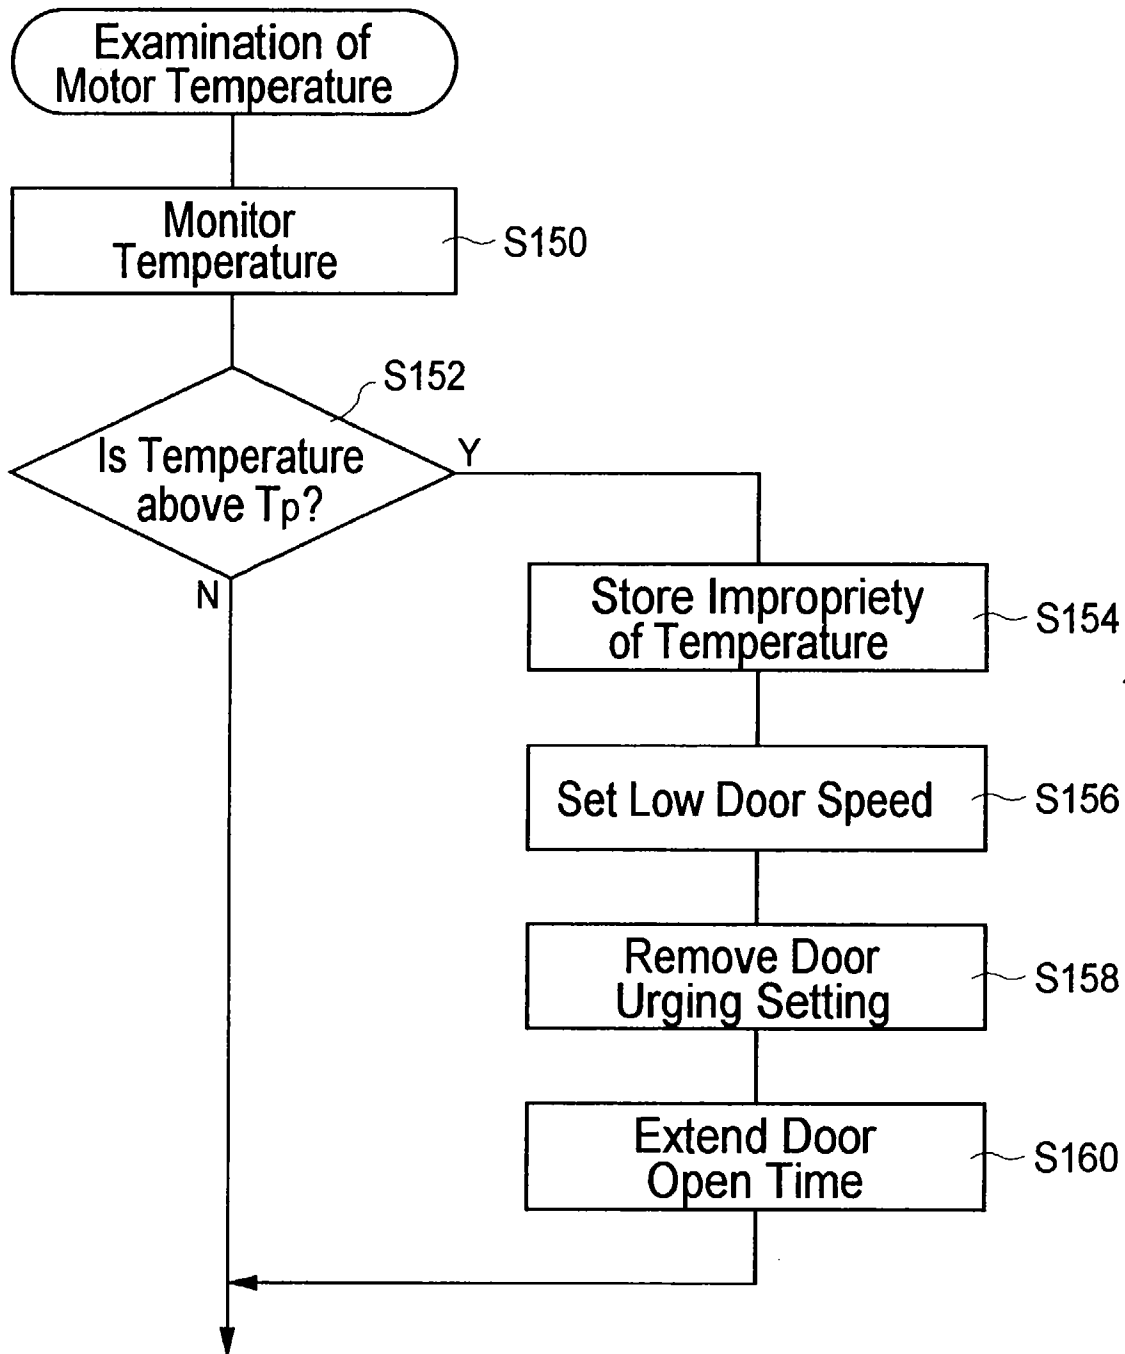 Examination of
Motor Temperature
Monitor
Temperature
S150
S152
Is Temperature
above Tp?
Y
N
Store Impropriety
of Temperature
S154
Set Low Door Speed
S156
Remove Door
Urging Setting
S158
Extend Door
Open Time
S160